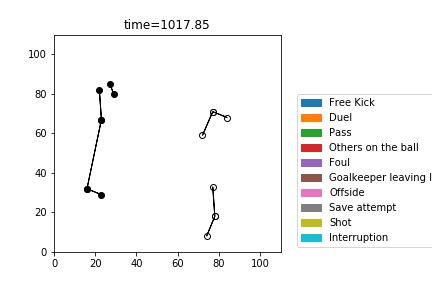 time=1017.85
100
80
60
40
20
0
0 20 40 60 80 100
Free Kick
Duel
Pass
Others on the ball
Foul
Goalkeeper leaving l
Offside
Save attempt
Shot
Interruption